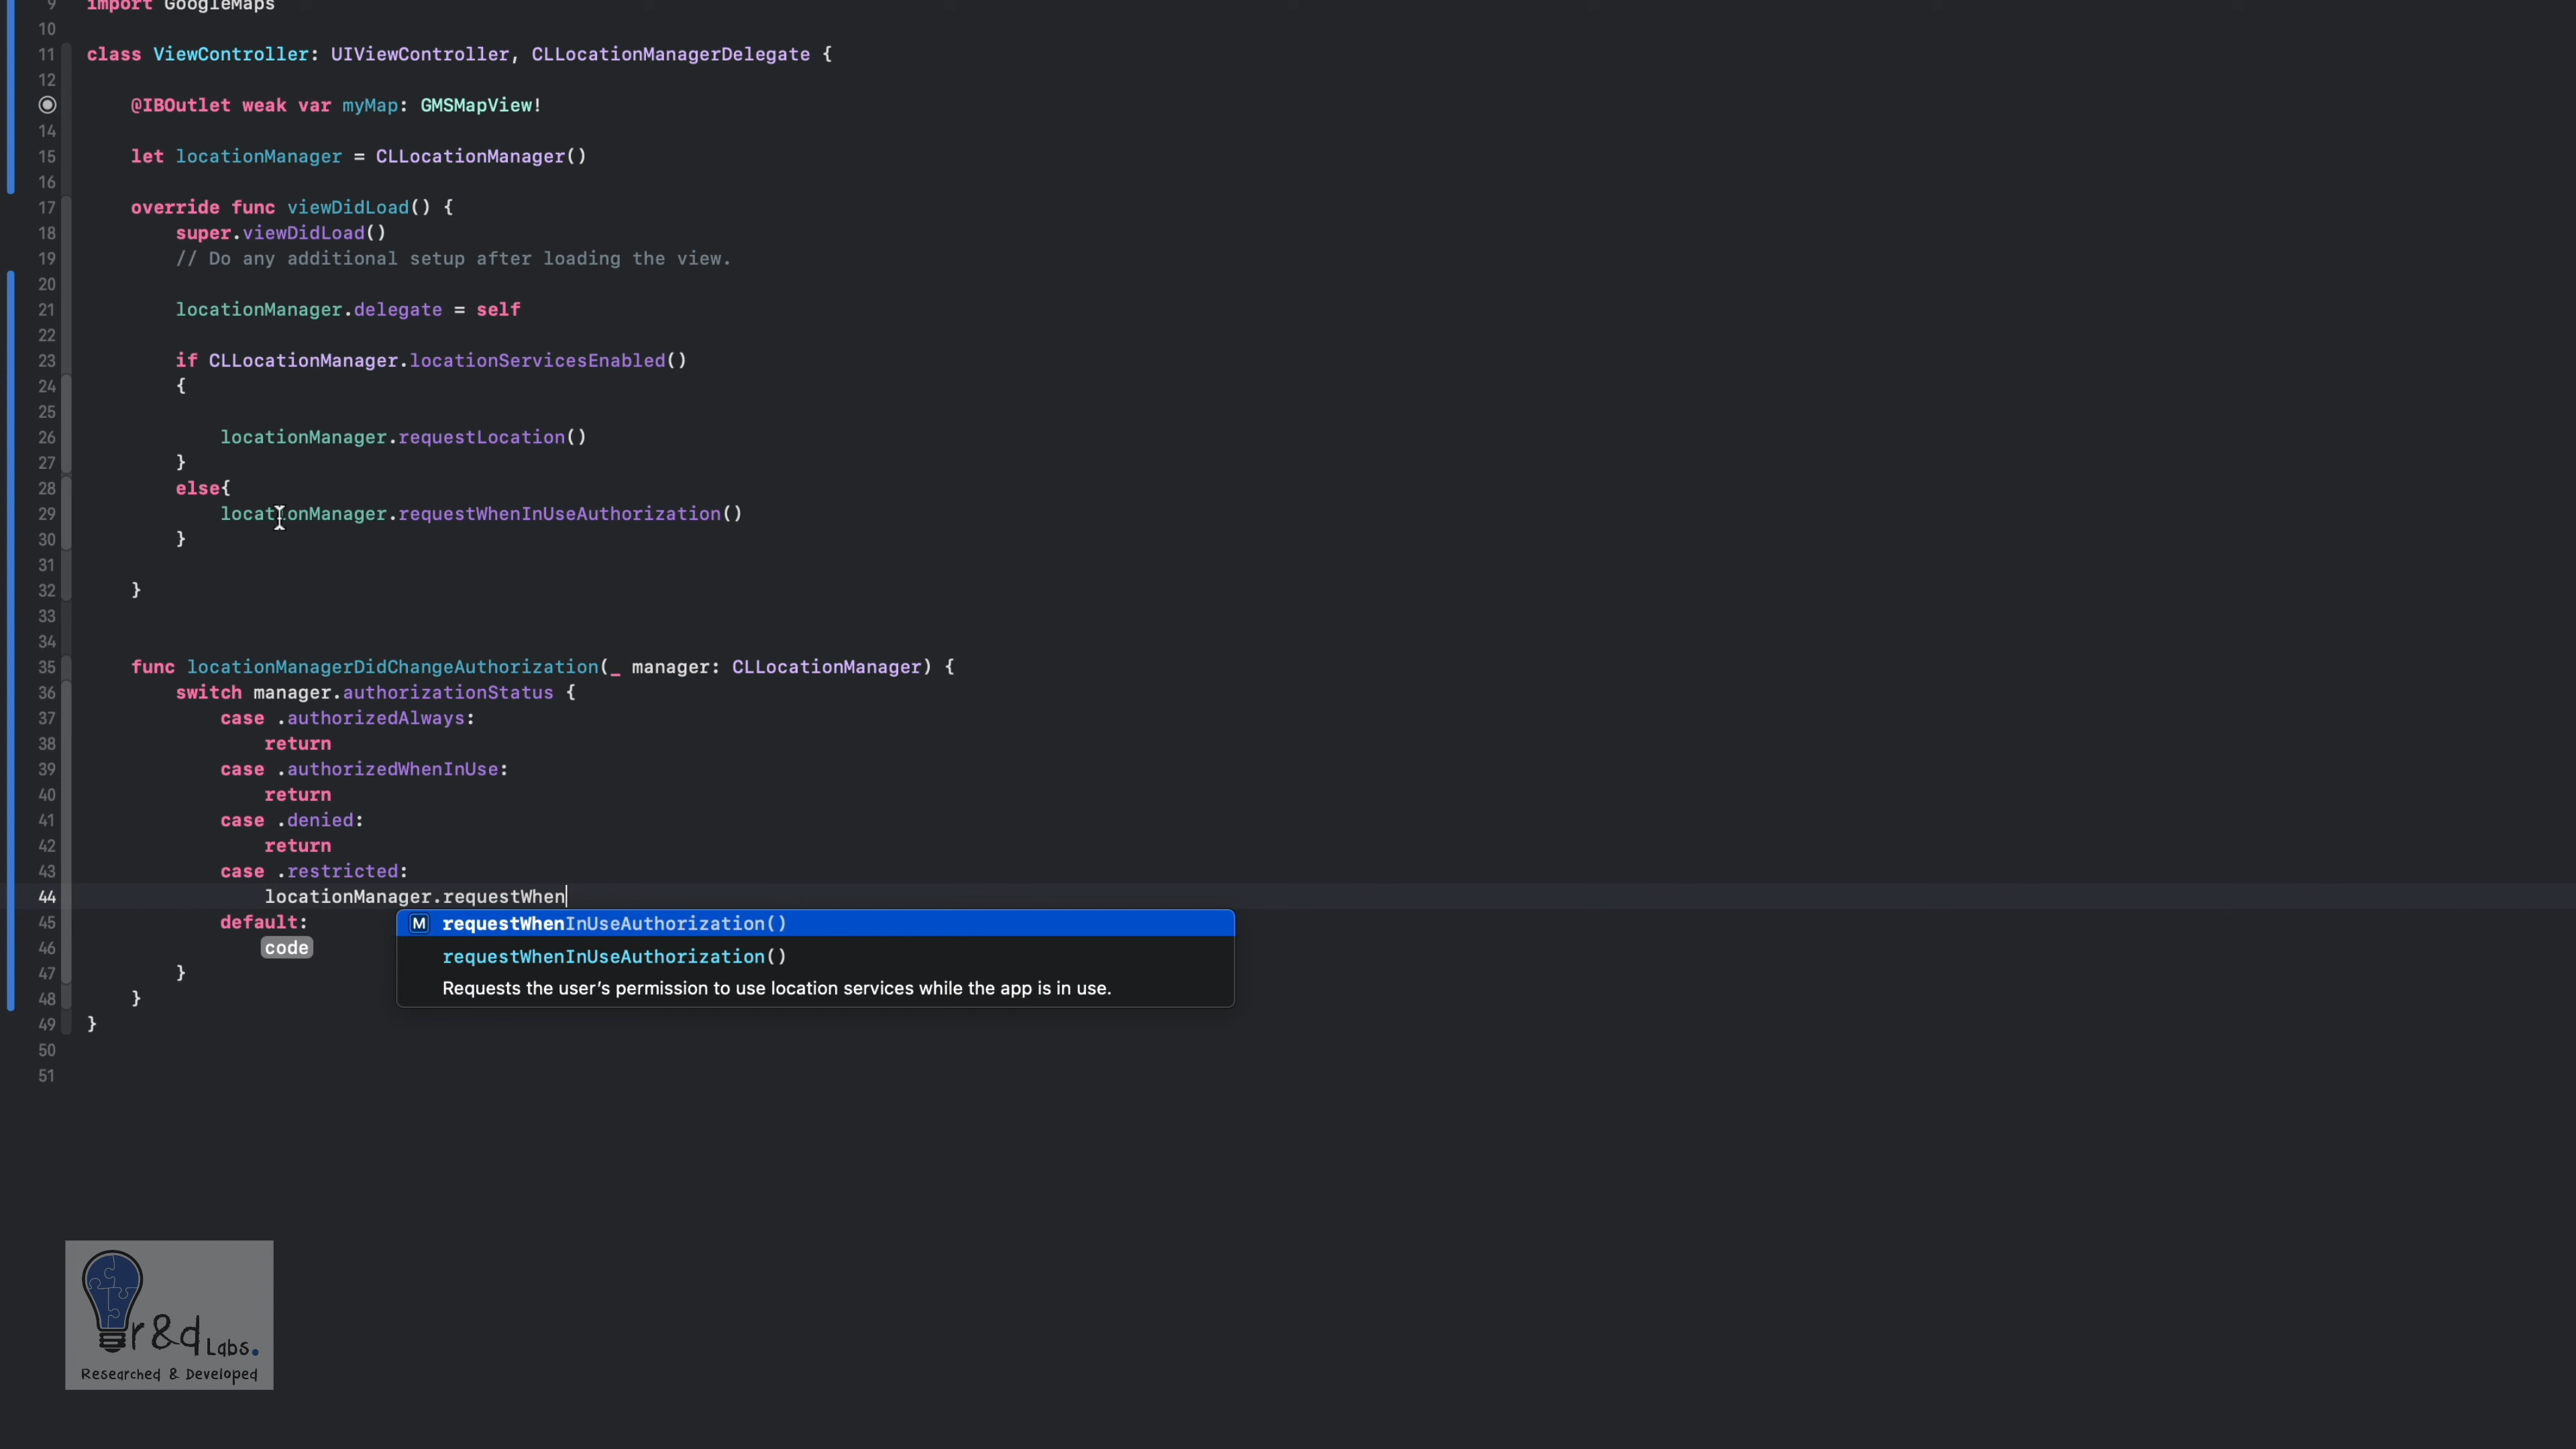 9 import GoogleMaps
10
11 class ViewController: UIViewController, CLLocationManagerDelegate {
12
@IBOutlet weak var myMap: GMSMapView!
14
15 let locationManager = CLLocationManager()
16
17 override func viewDidLoad() {
18 super.viewDidLoad()
19 // Do any additional setup after loading the view.
20
21 locationManager.delegate = self
22
23 if CLLocationManager.locationServicesEnabled()
24 {
25
26 locationManager.requestLocation()
27 }
28 else{
29 locationManager.requestWhenInUseAuthorization()
30 }
31
32 }
33
34
35 func locationManagerDidChangeAuthorization(_ manager: CLLocationManager) {
36 switch manager.authorizationStatus {
37 case .authorizedAlways:
38 return
39 case .authorizedWhenInUse:
40 return
41 case .denied:
42 return
43 case .restricted:
44 locationManager.requestWhen
45 default:
46 code
47 }
48 }
49 }
50
51
M requestWhenInUseAuthorization()
requestWhenInUseAuthorization()
Requests the user’s permission to use location services while the app is in use.
r&d Labs.
Researched & Developed